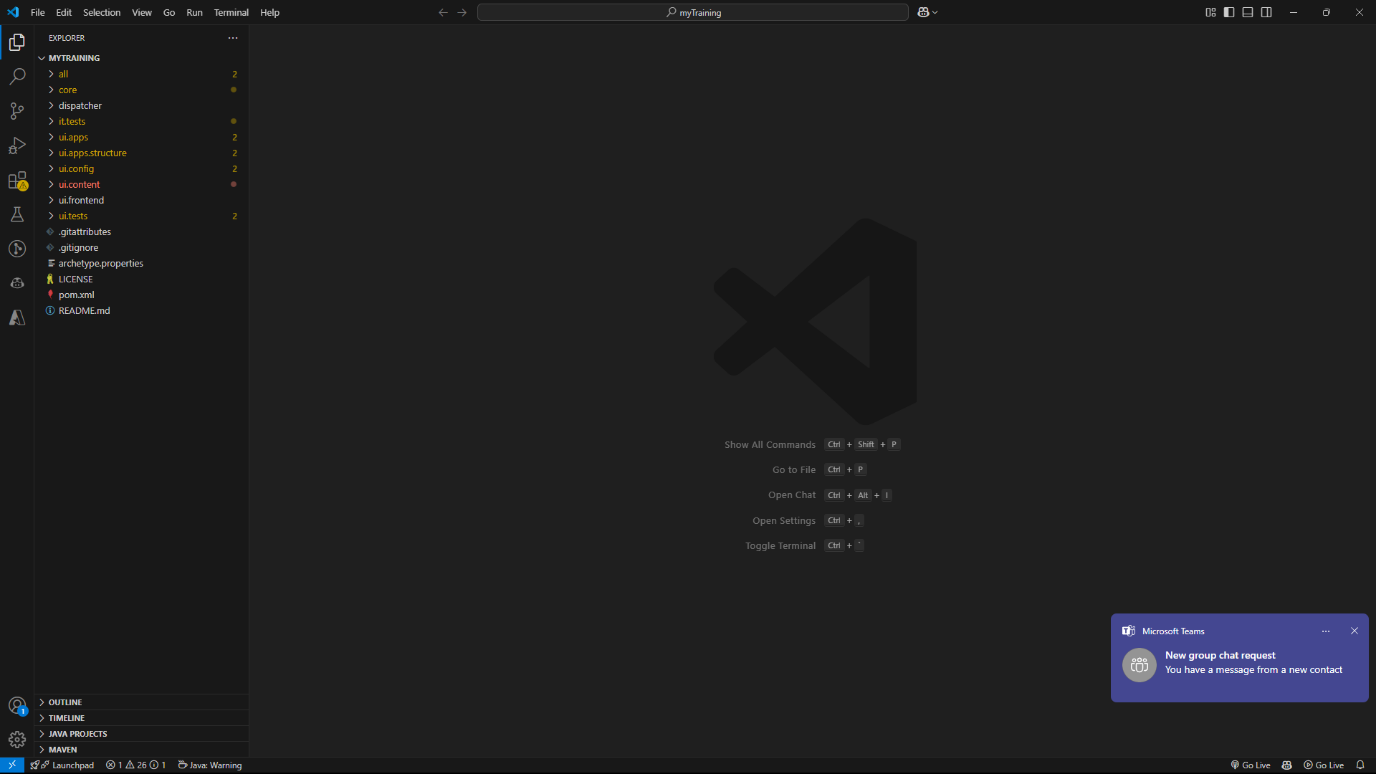 File Edit Selection View Go Run Terminal Help
myTraining
EXPLORER
MYTRAINING
all 2
core
dispatcher
it.tests
ui.apps 2
ui.apps.structure 2
ui.config 2
ui.content
ui.frontend
ui.tests 2
.gitattributes
.gitignore
archetype.properties
LICENSE
pom.xml
README.md
Show All Commands Ctrl + Shift + P
Go to File Ctrl + P
Open Chat Ctrl + Alt + I
Open Settings Ctrl + ,
Toggle Terminal Ctrl + `
Microsoft Teams
New group chat request
You have a message from a new contact
OUTLINE
TIMELINE
JAVA PROJECTS
MAVEN
1
Launchpad 1 26 1 Java: Warning Go Live Go Live